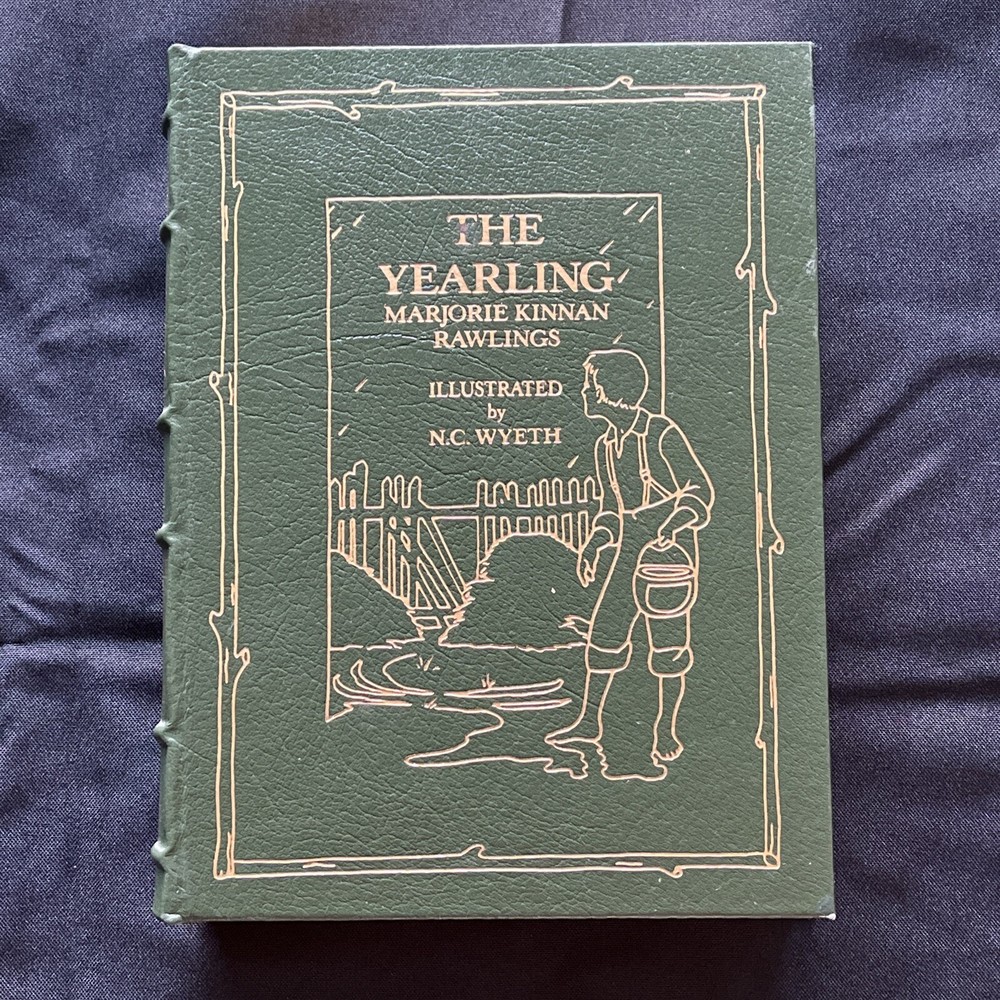 THE
YEARLING
MARJORIE KINNAN
RAWLINGS
ILLUSTRATED
by
N.C. WYETH